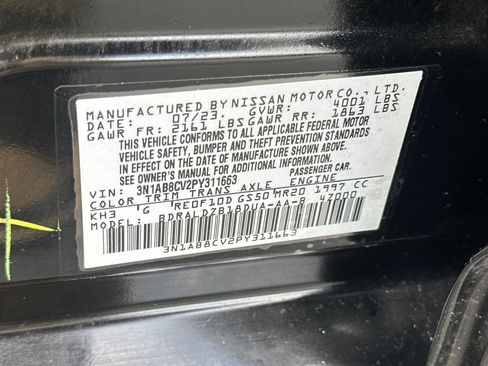 MANUFACTURED BY NISSAN MOTOR CO., LTD.
DATE: 07/23. GVWR: 4001 LBS
GAWR FR: 2161 LBS GAWR RR: 1863 LBS
THIS VEHICLE CONFORMS TO ALL APPLICABLE FEDERAL MOTOR
VEHICLE SAFETY, BUMPER, AND THEFT PREVENTION STANDARDS
IN EFFECT ON THE DATE OF MANUFACTURE SHOWN ABOVE.
SEE OWNER'S MANUAL FOR FURTHER INFORMATION.
VIN: 3N1AB8CV2PY311663 PASSENGER CAR.
COLOR TRIM TRANS AXLE, ENGINE
KH3 G RE0F10D GS50 MR20 1997 CC
MODEL: BDRALDZB18DUA-AA-B 4Z000
3N1AB8CV2PY311663